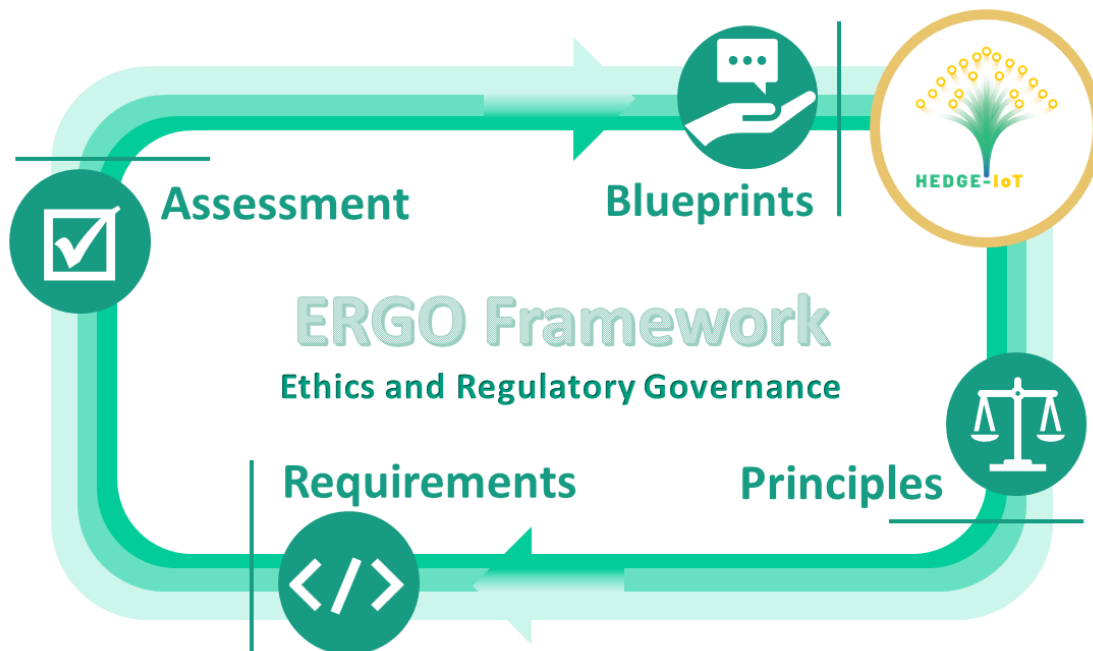 HEDGE-IoT
Assessment
Blueprints
ERGO Framework
Ethics and Regulatory Governance
Requirements
Principles